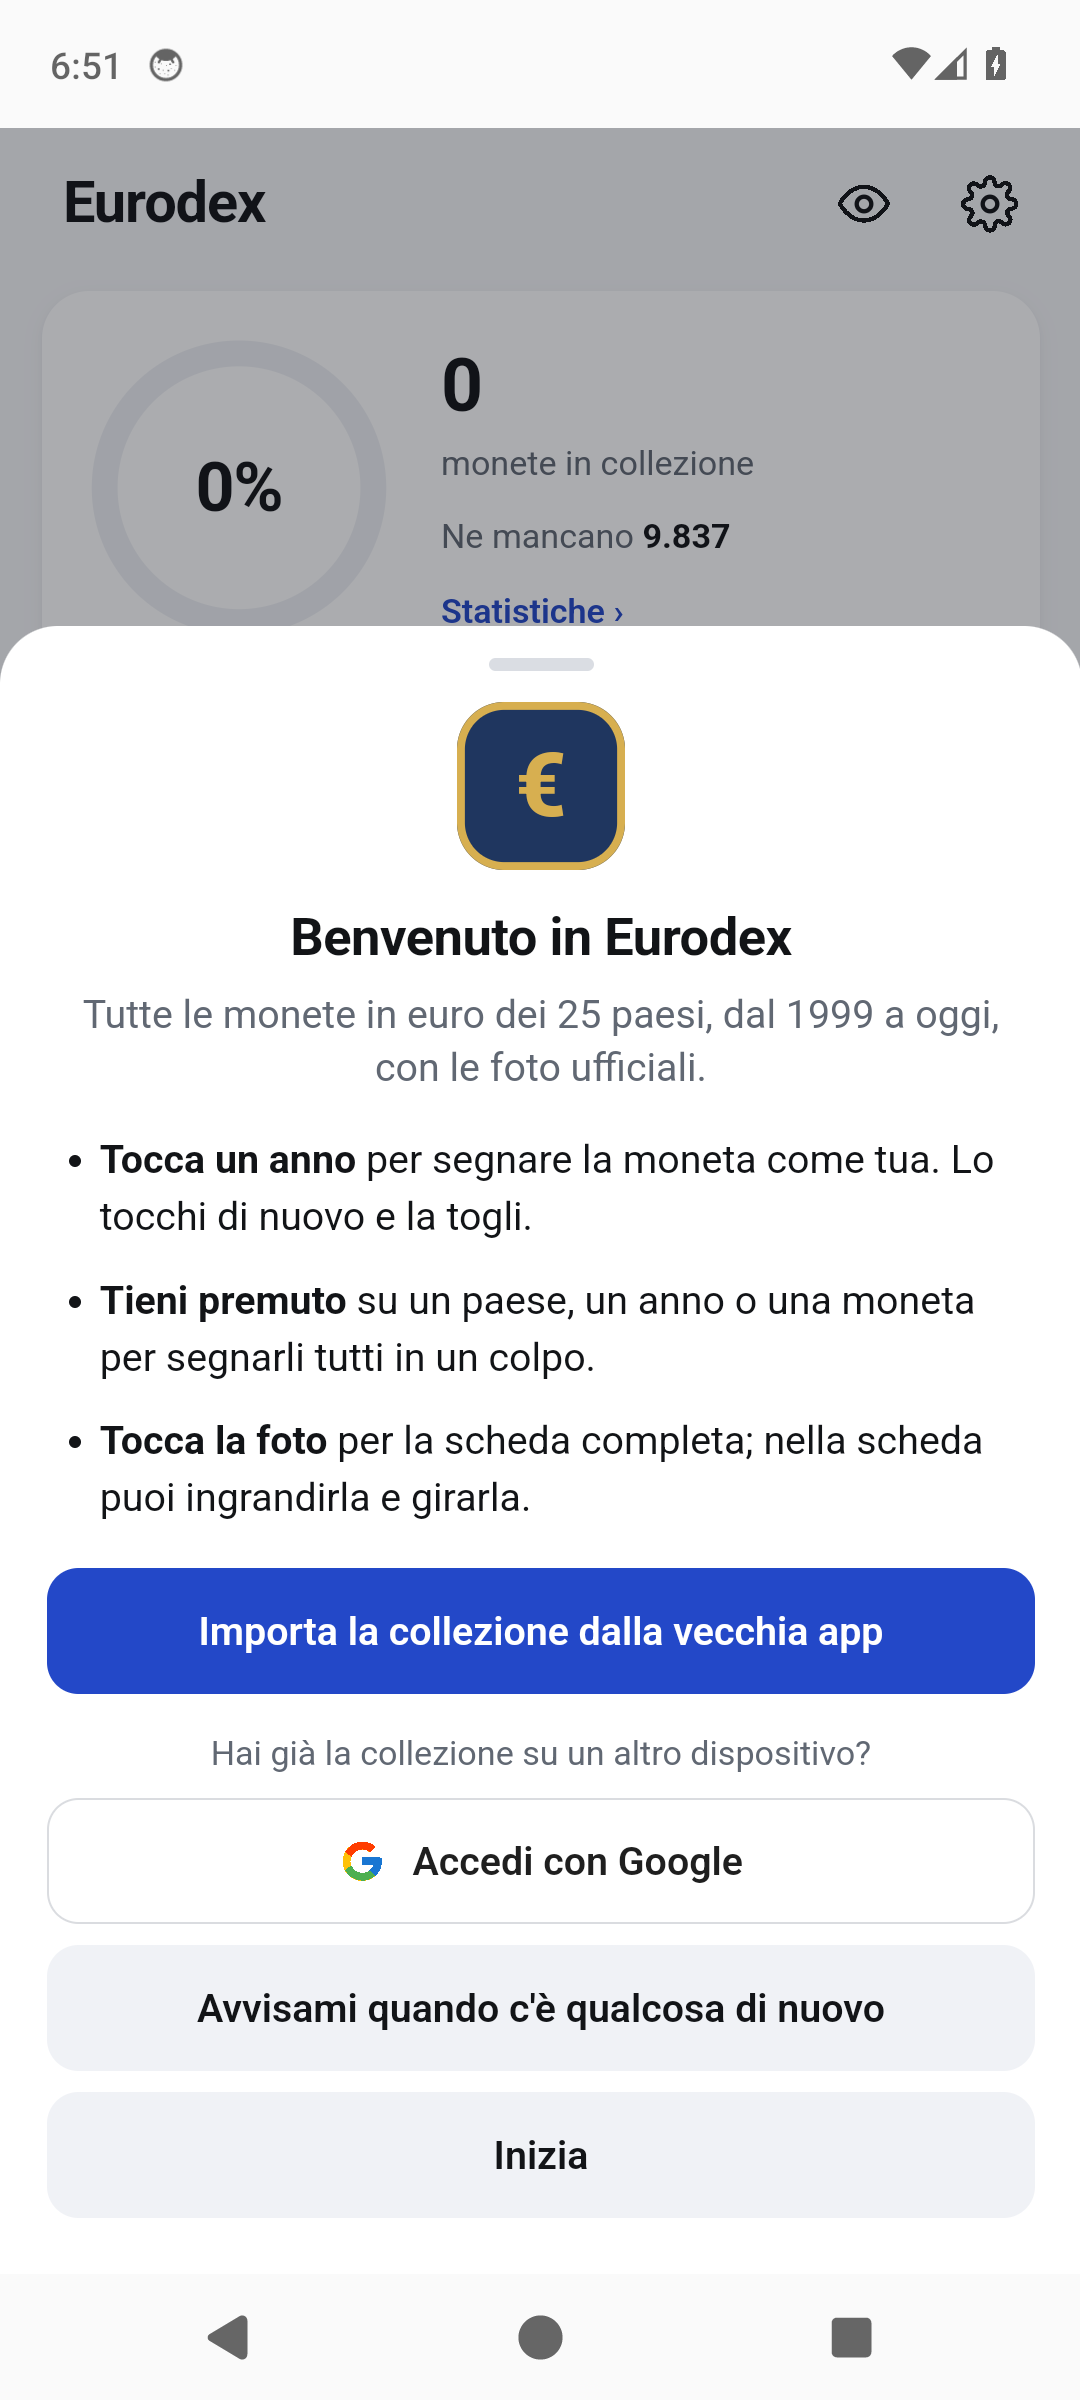 6:51
Eurodex
0%
0
monete in collezione
Ne mancano 9.837
Statistiche ›
€
Benvenuto in Eurodex
Tutte le monete in euro dei 25 paesi, dal 1999 a oggi,
con le foto ufficiali.
• Tocca un anno per segnare la moneta come tua. Lo
tocchi di nuovo e la togli.
• Tieni premuto su un paese, un anno o una moneta
per segnarli tutti in un colpo.
• Tocca la foto per la scheda completa; nella scheda
puoi ingrandirla e girarla.
Importa la collezione dalla vecchia app
Hai già la collezione su un altro dispositivo?
Accedi con Google
Avvisami quando c'è qualcosa di nuovo
Inizia